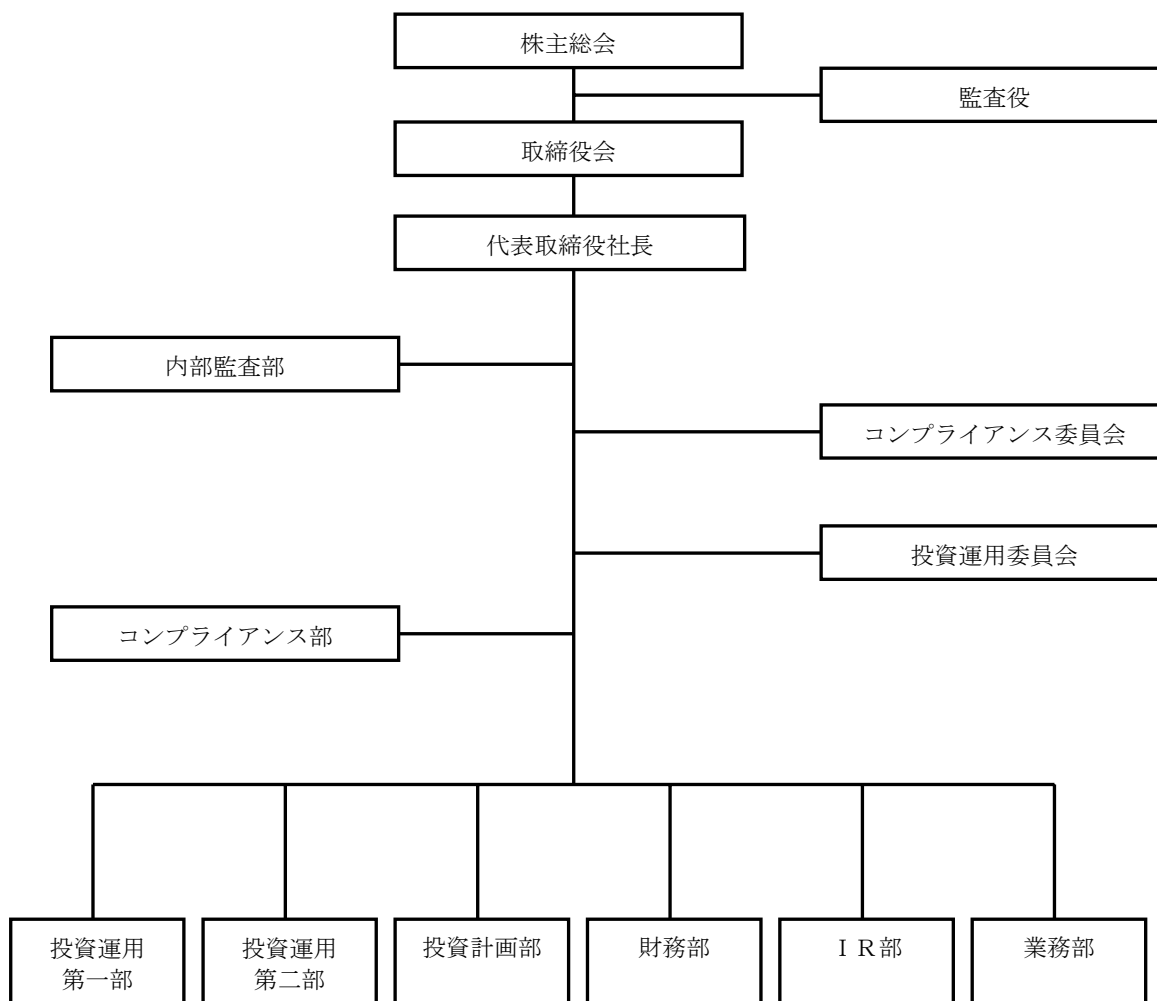 株主総会
監査役
取締役会
代表取締役社長
内部監査部
コンプライアンス委員会
投資運用委員会
コンプライアンス部
投資運用
第一部
投資運用
第二部
投資計画部
財務部
ＩＲ部
業務部